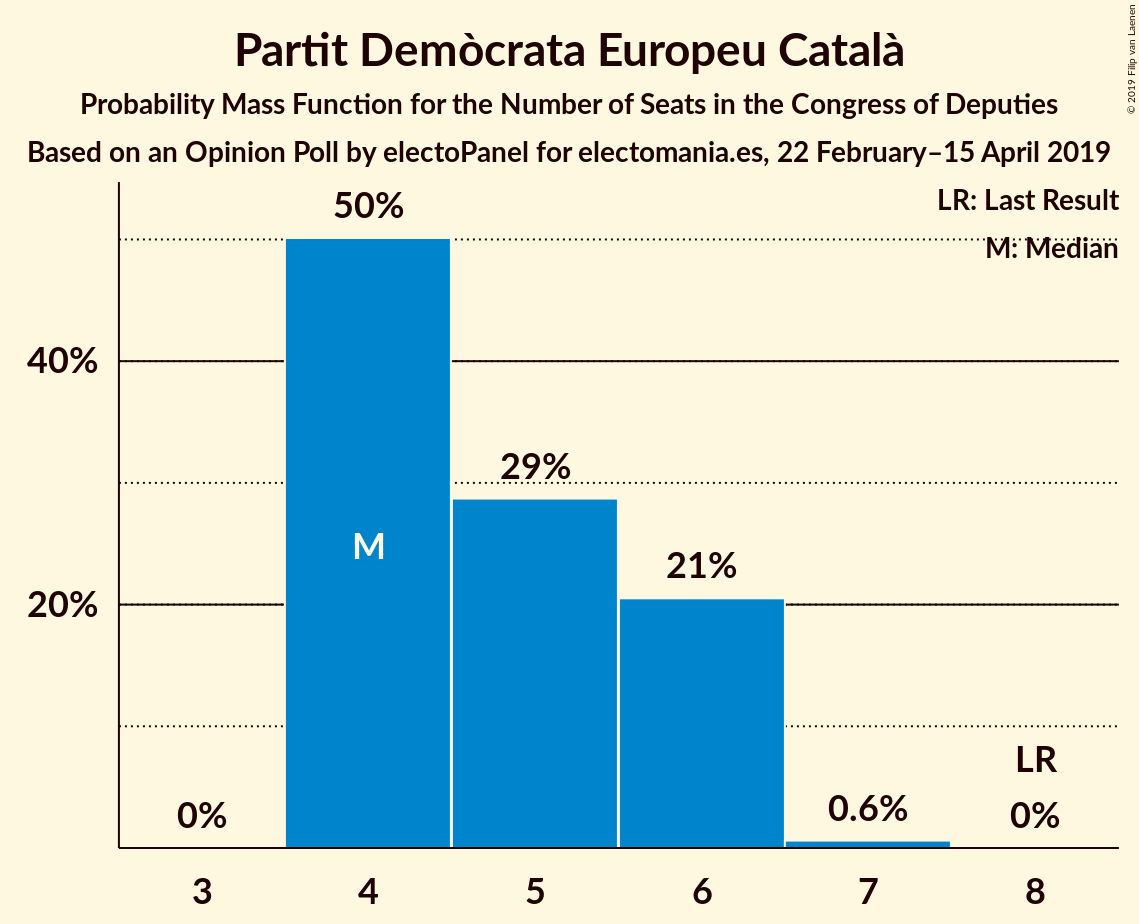 Partit Demòcrata Europeu Català
Probability Mass Function for the Number of Seats in the Congress of Deputies
Based on an Opinion Poll by electoPanel for electomania.es, 22 February–15 April 2019
© 2019 Filip van Laenen
LR: Last Result
M: Median
50%
40%
29%
M
21%
20%
LR
0%
0.6%
0%
3 4 5 6 7 8